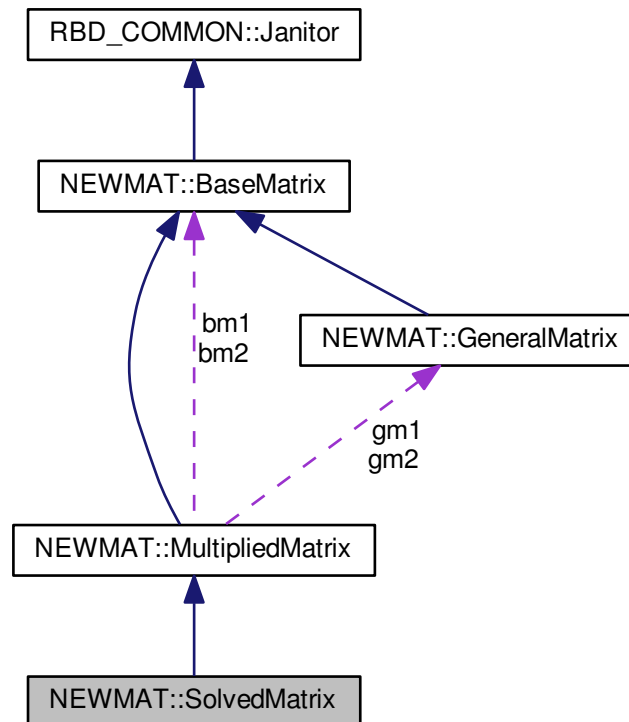 RBD_COMMON::Janitor
NEWMAT::BaseMatrix
bm1
bm2
NEWMAT::GeneralMatrix
gm1
gm2
NEWMAT::MultipliedMatrix
NEWMAT::SolvedMatrix